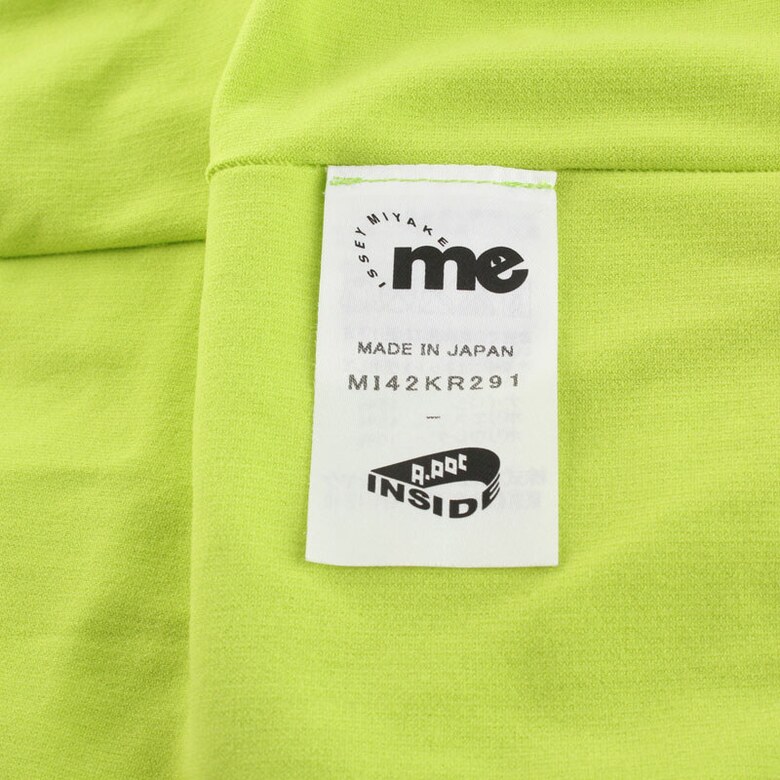 ISSEY MIYAKE
me
MADE IN JAPAN
MI42KR291
-
A.POC
INSIDE